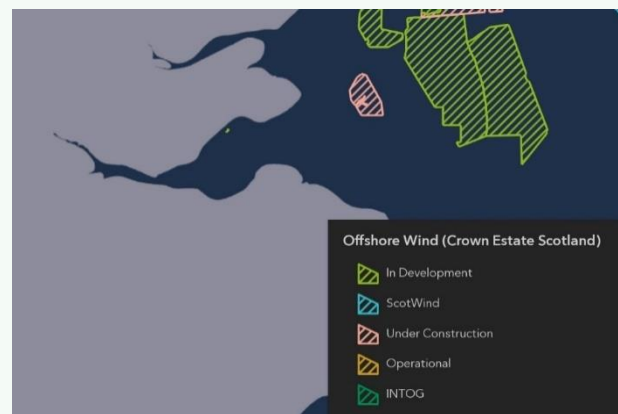 Offshore Wind (Crown Estate Scotland)
In Development
ScotWind
Under Construction
Operational
INTOG